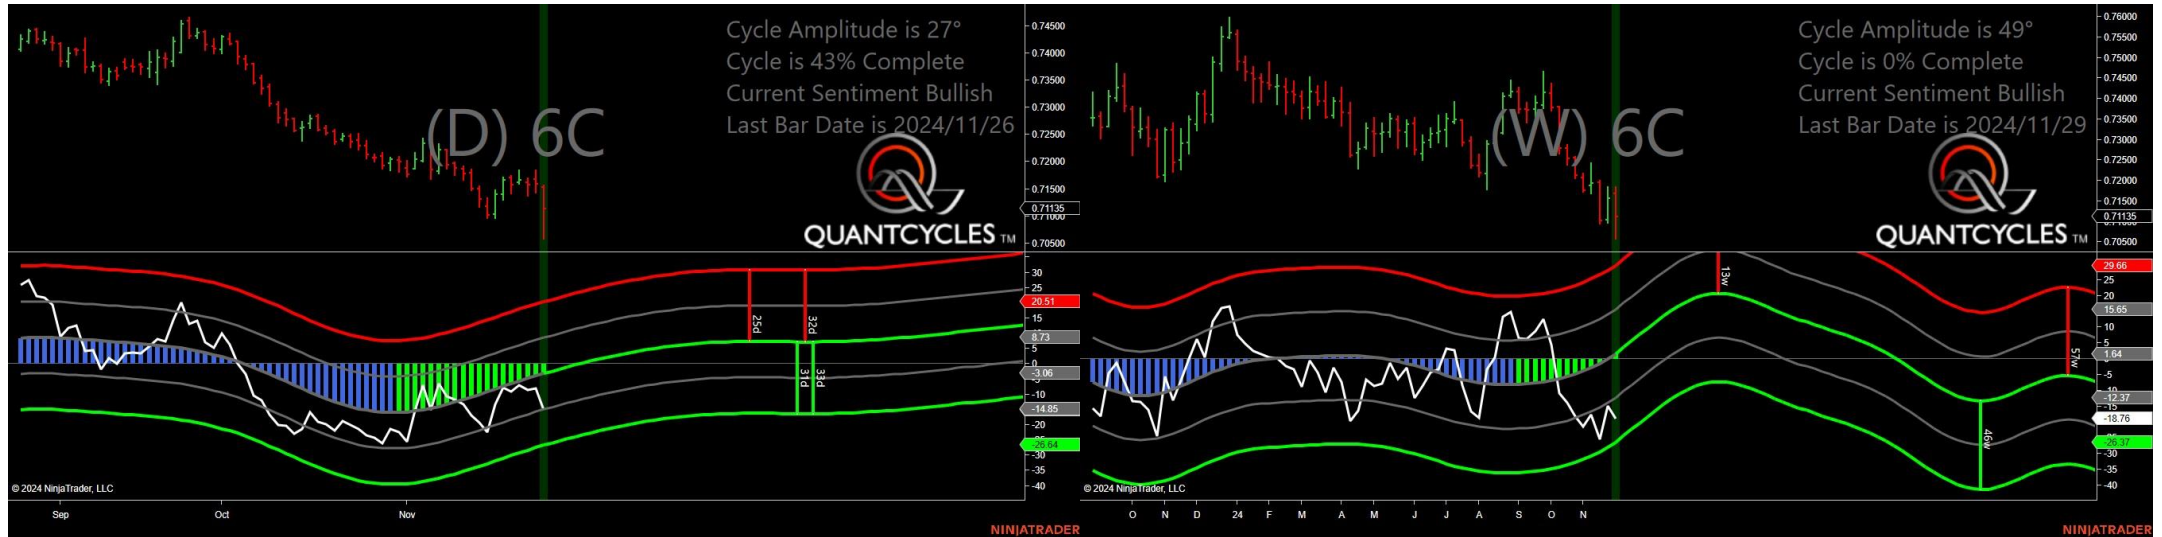 Cycle Amplitude is 27°
Cycle is 43% Complete
Current Sentiment Bullish
Last Bar Date is 2024/11/26
(D) 6C
QUANTCYCLES TM
0.74500
0.74000
0.73500
0.73000
0.72500
0.72000
0.71500
0.71135
0.71000
0.70500
30
25
20.51
15
8.73
5
0
-3.06
-10
-14.85
-20
-26.64
-30
-35
-40
25d
32d
31d
33d
© 2024 NinjaTrader, LLC
Sep
Oct
Nov
NINJATRADER
Cycle Amplitude is 49°
Cycle is 0% Complete
Current Sentiment Bullish
Last Bar Date is 2024/11/29
(W) 6C
QUANTCYCLES TM
0.76000
0.75500
0.75000
0.74500
0.74000
0.73500
0.73000
0.72500
0.72000
0.71500
0.71135
0.70500
29.66
25
20
15.65
10
1.64
-5
-10
-12.37
-15
-18.76
-26.37
-30
-35
-40
13w
57w
46w
© 2024 NinjaTrader, LLC
O N D 24 F M A M J J A S O N
NINJATRADER